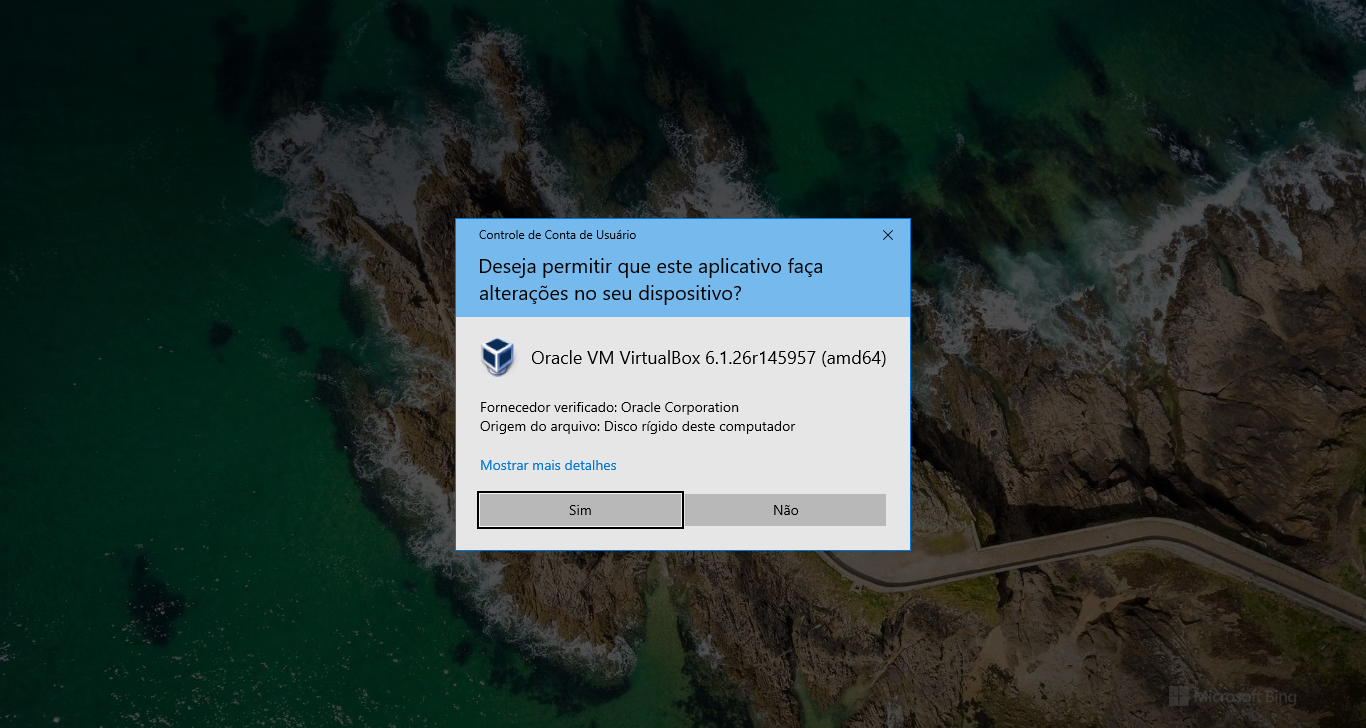 Controle de Conta de Usuário
Deseja permitir que este aplicativo faça
alterações no seu dispositivo?
Oracle VM VirtualBox 6.1.26r145957 (amd64)
Fornecedor verificado: Oracle Corporation
Origem do arquivo: Disco rígido deste computador
Mostrar mais detalhes
Sim Não
Microsoft Bing